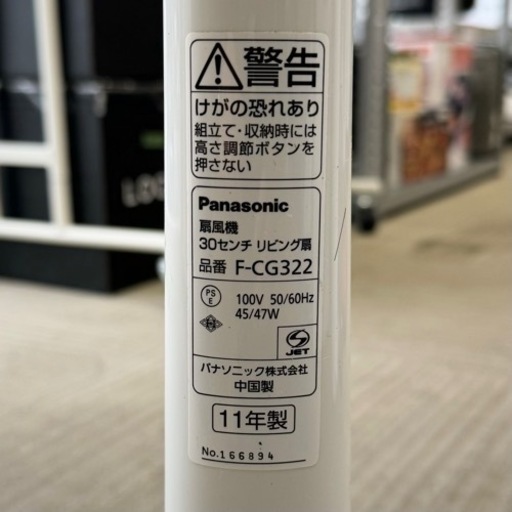 警告
けがの恐れあり
組立て・収納時には
高さ調節ボタンを
押さない
Panasonic
扇風機
30センチ リビング扇
品番 F-CG322
PS
E
100V 50/60Hz
45/47W
JET
パナソニック株式会社
中国製
11年製
No.166894